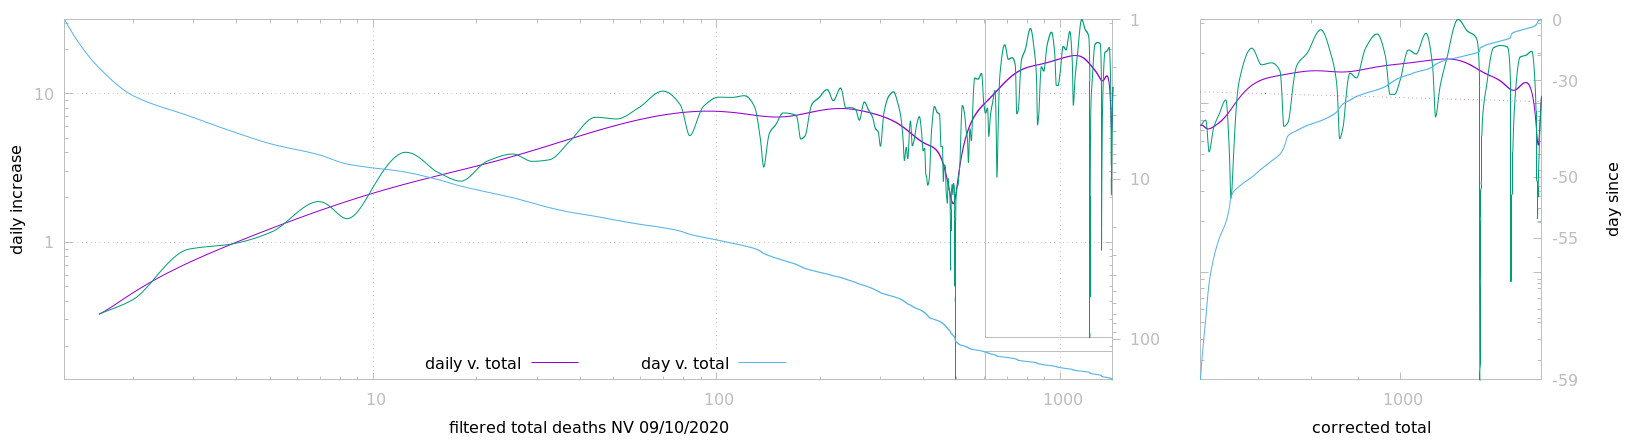 daily increase
10
1
daily v. total
day v. total
10
100
1000
filtered total deaths NV 09/10/2020
1
10
100
1000
corrected total
0
-30
-50
-55
-59
day since